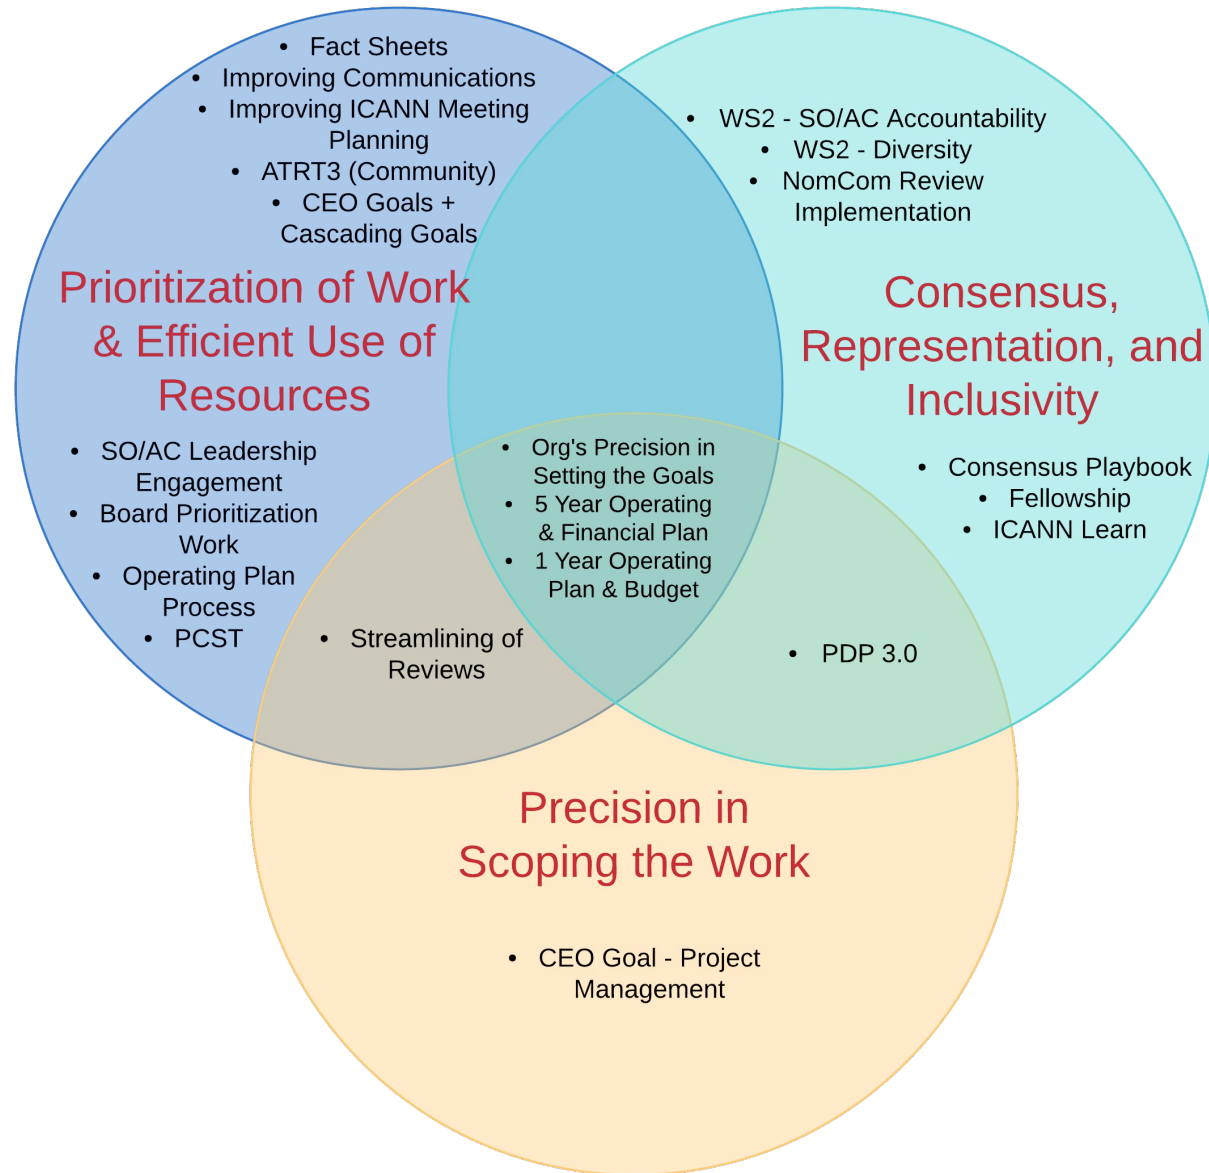 • Fact Sheets
• Improving Communications
• Improving ICANN Meeting
Planning
• ATRT3 (Community)
• CEO Goals +
Cascading Goals
Prioritization of Work
& Efficient Use of
Resources
• SO/AC Leadership
Engagement
• Board Prioritization
Work
• Operating Plan
Process
• PCST
• WS2 - SO/AC Accountability
• WS2 - Diversity
• NomCom Review
Implementation
Consensus,
Representation, and
Inclusivity
• Consensus Playbook
• Fellowship
• ICANN Learn
• Org's Precision in
Setting the Goals
• 5 Year Operating
& Financial Plan
• 1 Year Operating
Plan & Budget
• Streamlining of
Reviews
• PDP 3.0
Precision in
Scoping the Work
• CEO Goal - Project
Management